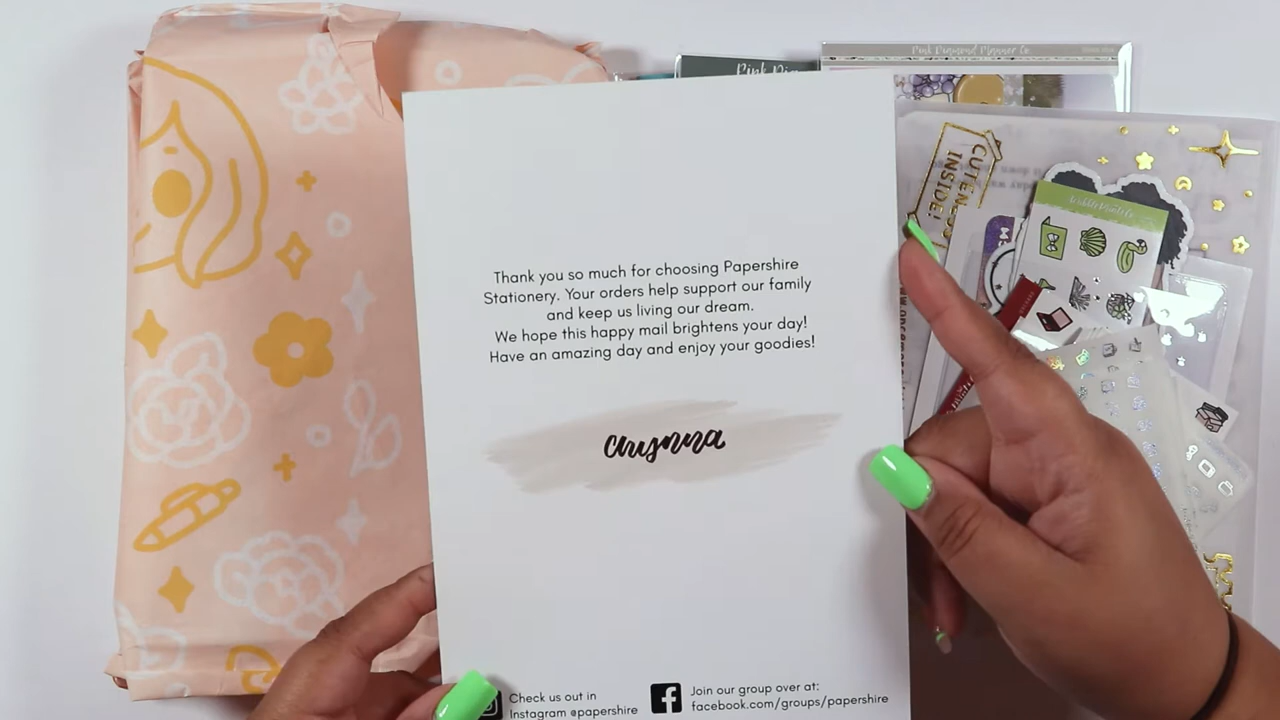 Pink Diamond Planner Co.
Pink
CUTENESS
INSIDE!
Thank you so much for choosing Papershire
Stationery. Your orders help support our family
and keep us living our dream.
We hope this happy mail brightens your day!
Have an amazing day and enjoy your goodies!
Check us out in
Instagram @papershire
Join our group over at:
facebook.com/groups/papershire